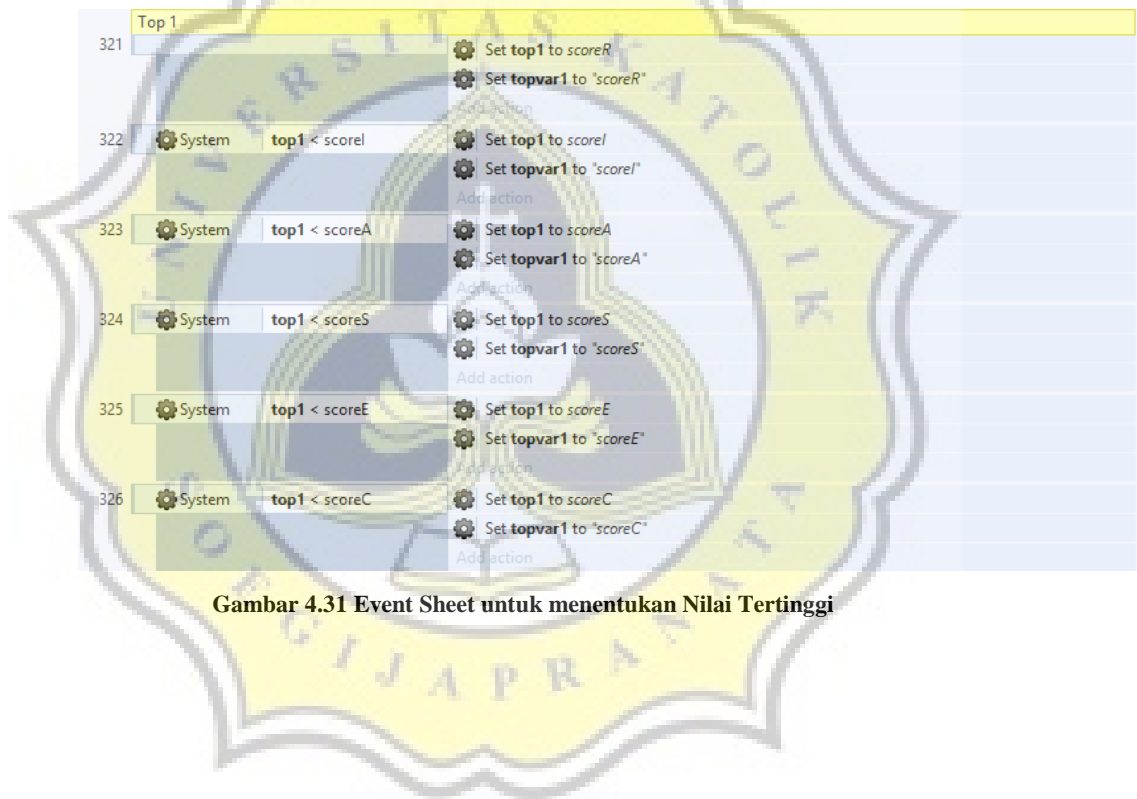 Top 1
321 Set top1 to scoreR
Set topvar1 to "scoreR"
Add action
322 System top1 < scoreI Set top1 to scoreI
Set topvar1 to "scoreI"
Add action
323 System top1 < scoreA Set top1 to scoreA
Set topvar1 to "scoreA"
Add action
324 System top1 < scoreS Set top1 to scoreS
Set topvar1 to "scoreS"
Add action
325 System top1 < scoreE Set top1 to scoreE
Set topvar1 to "scoreE"
Add action
326 System top1 < scoreC Set top1 to scoreC
Set topvar1 to "scoreC"
Add action
Gambar 4.31 Event Sheet untuk menentukan Nilai Tertinggi
UNIVERSITAS KATOLIK
SOEGIJAPRANATA